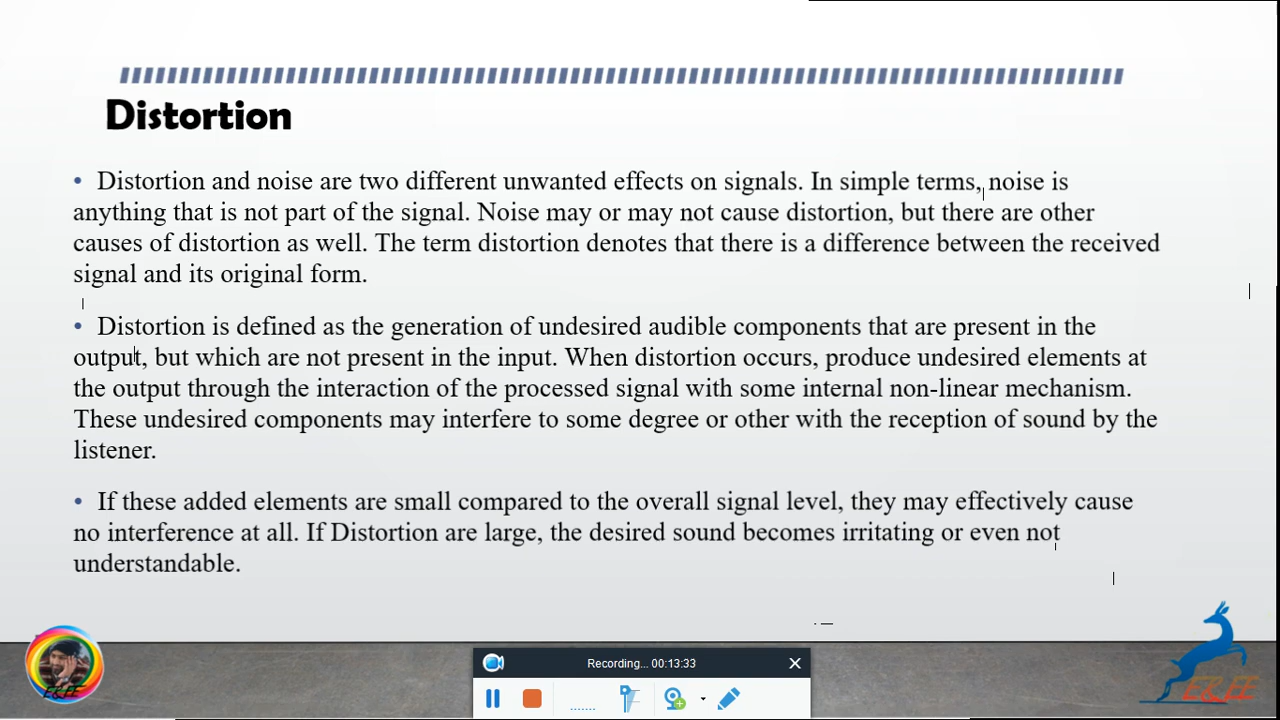 Distortion
• Distortion and noise are two different unwanted effects on signals. In simple terms, noise is
anything that is not part of the signal. Noise may or may not cause distortion, but there are other
causes of distortion as well. The term distortion denotes that there is a difference between the received
signal and its original form.
• Distortion is defined as the generation of undesired audible components that are present in the
output, but which are not present in the input. When distortion occurs, produce undesired elements at
the output through the interaction of the processed signal with some internal non-linear mechanism.
These undesired components may interfere to some degree or other with the reception of sound by the
listener.
• If these added elements are small compared to the overall signal level, they may effectively cause
no interference at all. If Distortion are large, the desired sound becomes irritating or even not
understandable.
Recording... 00:13:33
E&EE
E&EE